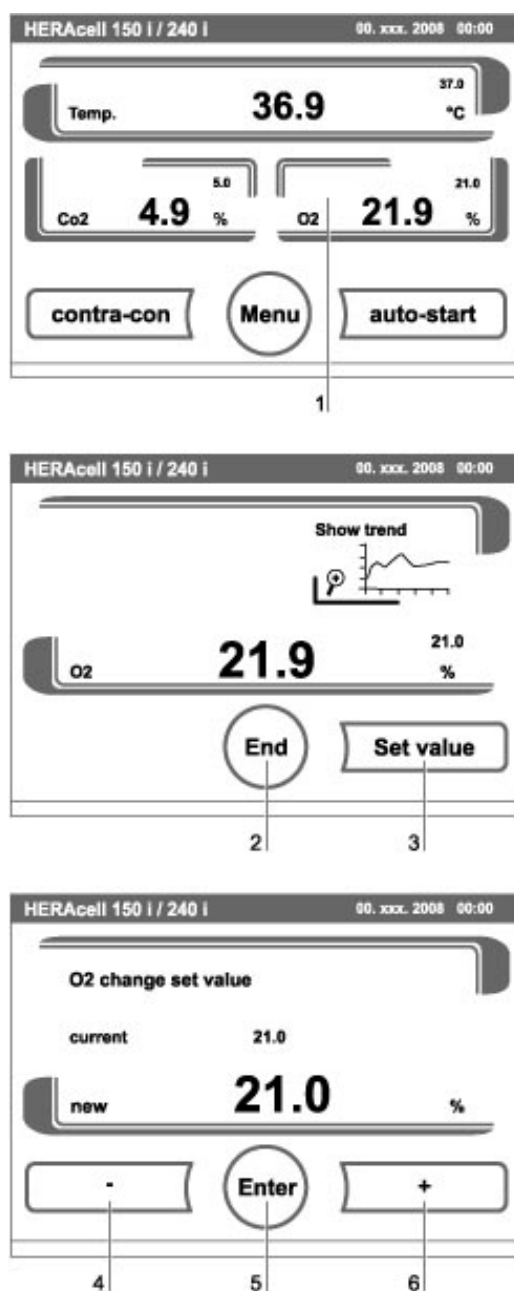 HERAcell 150 i / 240 i 00. xxx. 2008 00:00
37.0
Temp. 36.9 °C
5.0 21.0
Co2 4.9 % O2 21.9 %
contra-con Menu auto-start
1
HERAcell 150 i / 240 i 00. xxx. 2008 00:00
Show trend
21.0
O2 21.9 %
End Set value
2 3
HERAcell 150 i / 240 i 00. xxx. 2008 00:00
O2 change set value
current 21.0
new 21.0 %
- Enter +
4 5 6